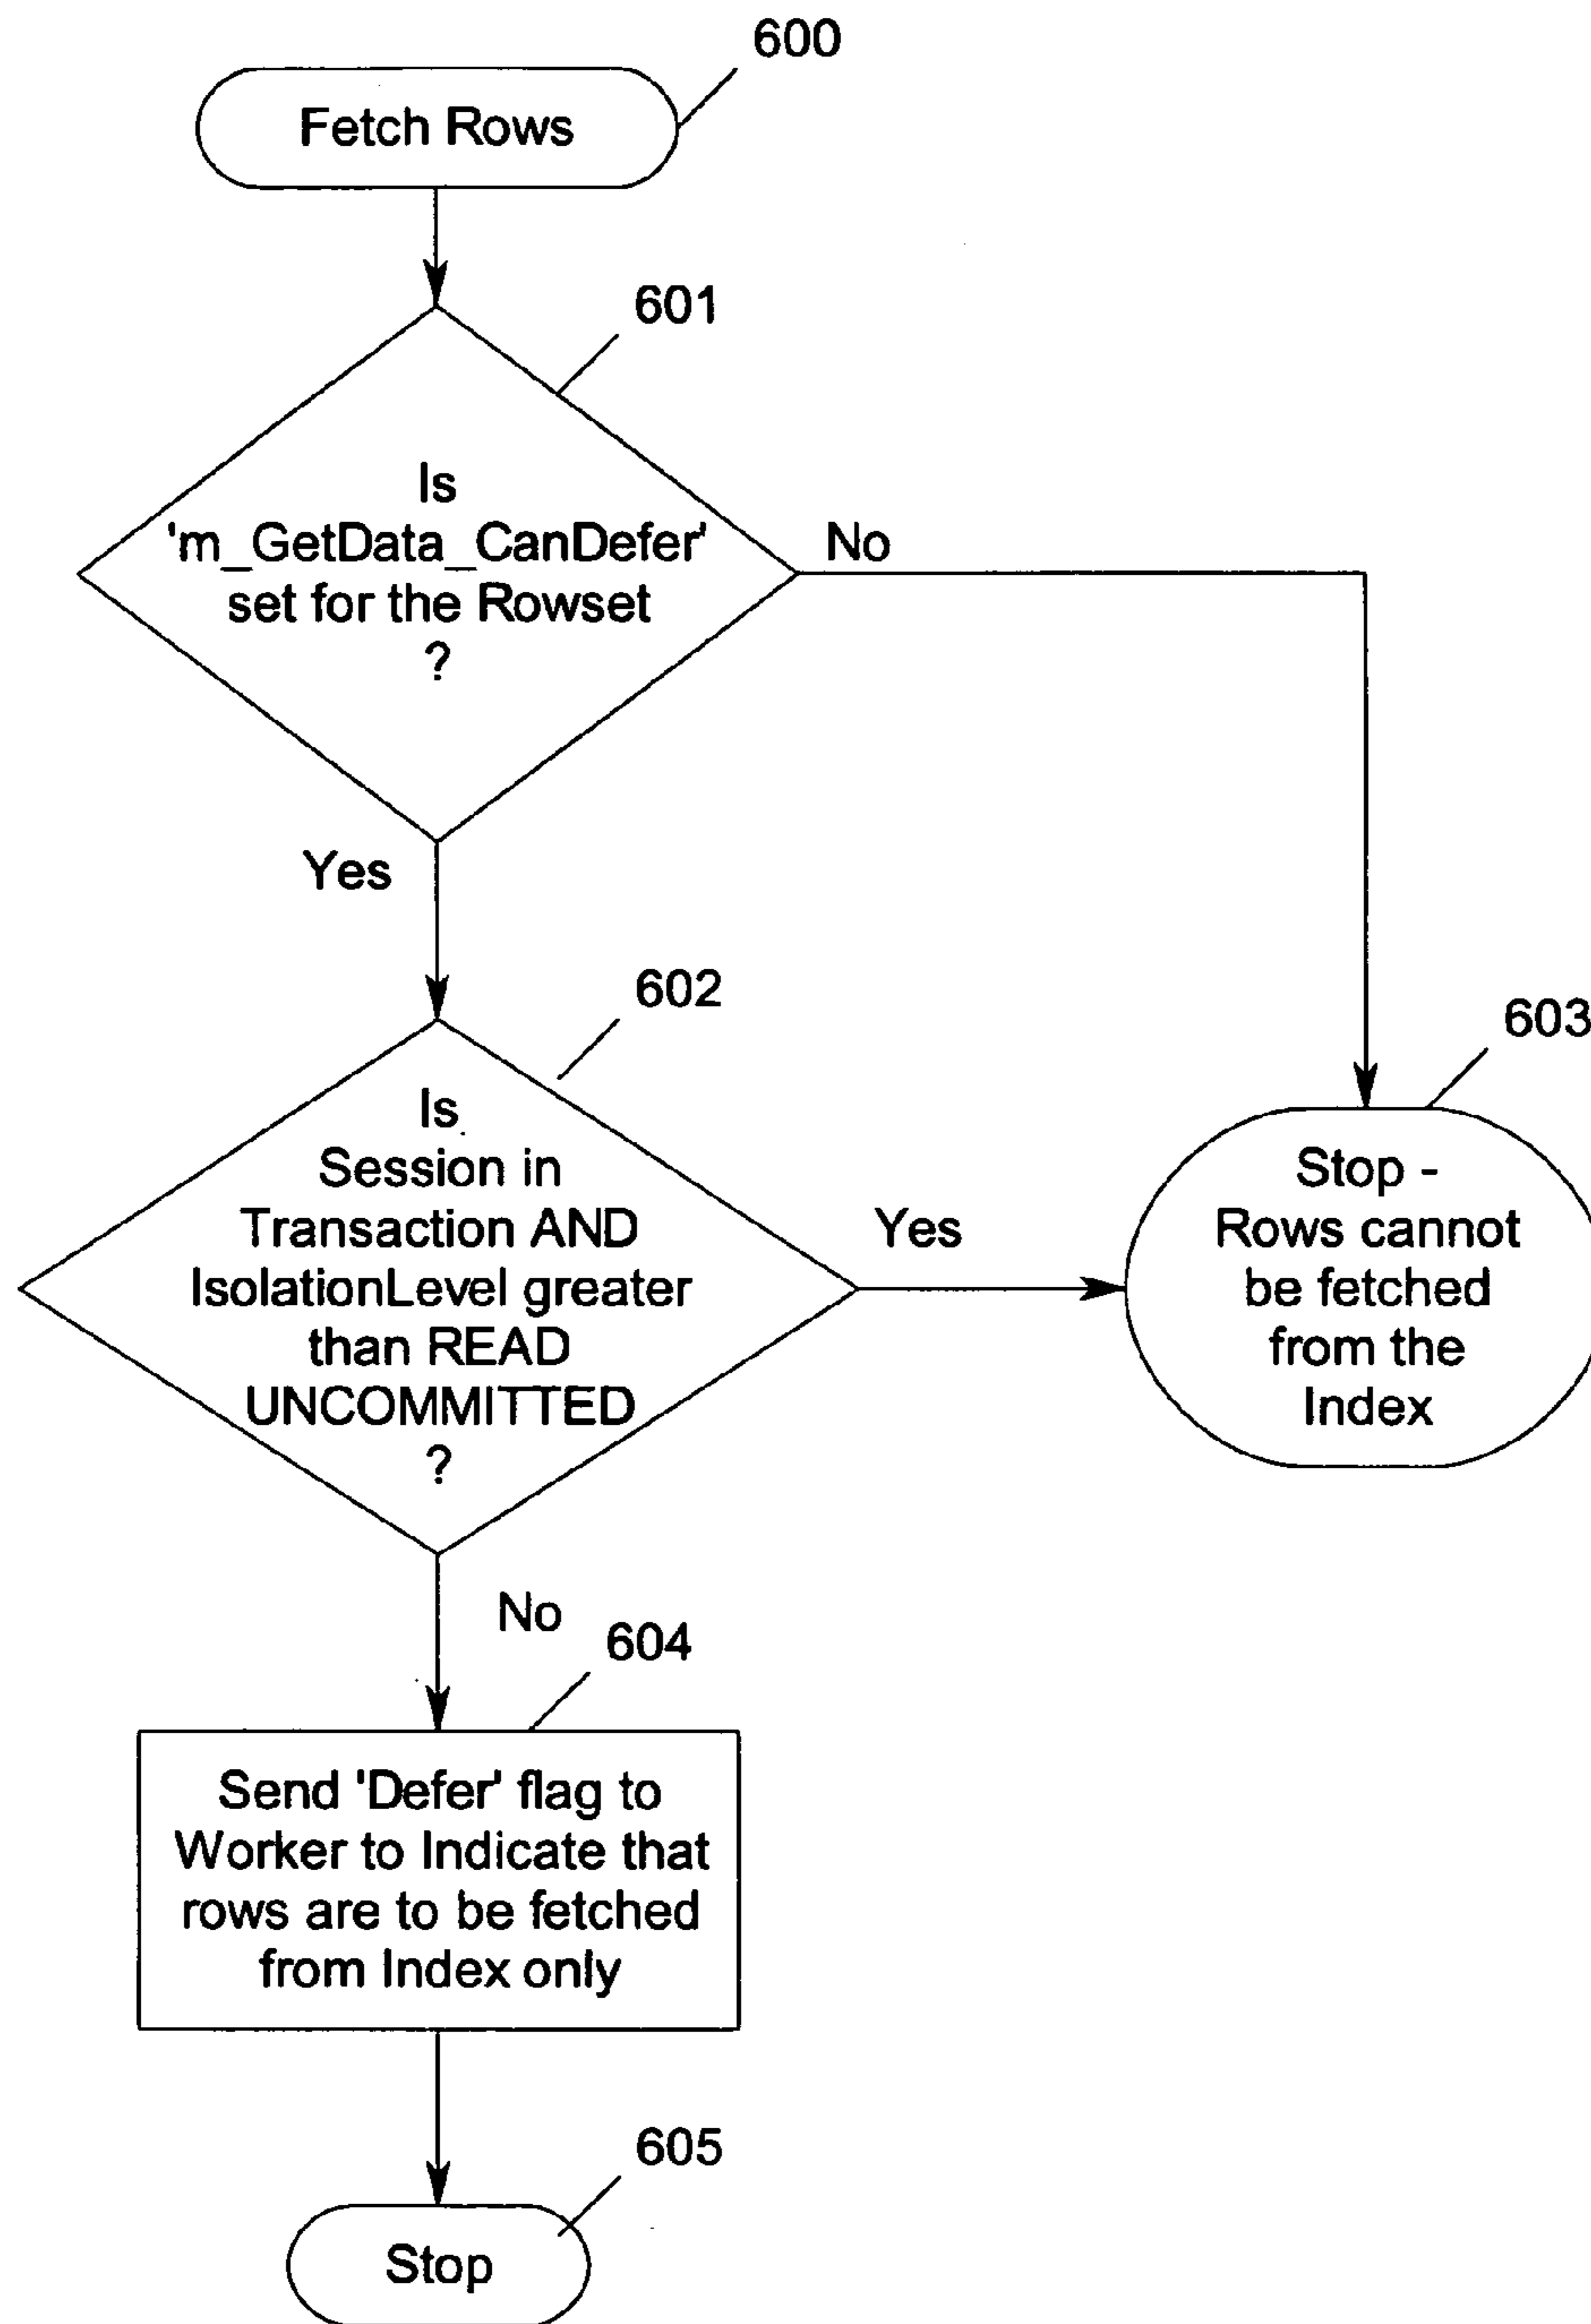 600
Fetch Rows
601
Is
'm_GetData_CanDefer'
set for the Rowset
?
No
Yes
602
603
Is
Session in
Transaction AND
IsolationLevel greater
than READ
UNCOMMITTED
?
Yes
Stop -
Rows cannot
be fetched
from the
Index
No
604
Send 'Defer' flag to
Worker to Indicate that
rows are to be fetched
from Index only
605
Stop